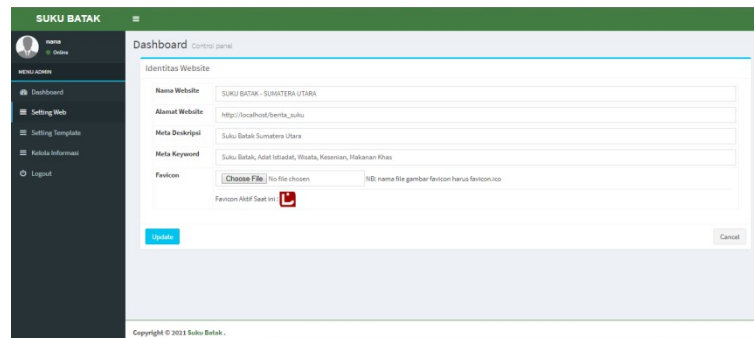 SUKU BATAK
nana
Online
Dashboard Control panel
MENU ADMIN
Dashboard
Setting Web
Setting Template
Kelola Informasi
Logout
Identitas Website
Nama Website SUKU BATAK - SUMATERA UTARA
Alamat Website http://localhost/berita_suku
Meta Deskripsi Suku Batak Sumatera Utara
Meta Keyword Suku Batak, Adat Istiadat, Wisata, Kesenian, Makanan Khas
Favicon Choose File No file chosen NB: nama file gambar favicon harus favicon.ico
Favicon Aktif Saat ini :
Update Cancel
Copyright © 2021 Suku Batak .